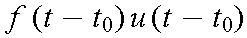 f (t − t₀) u (t − t₀)